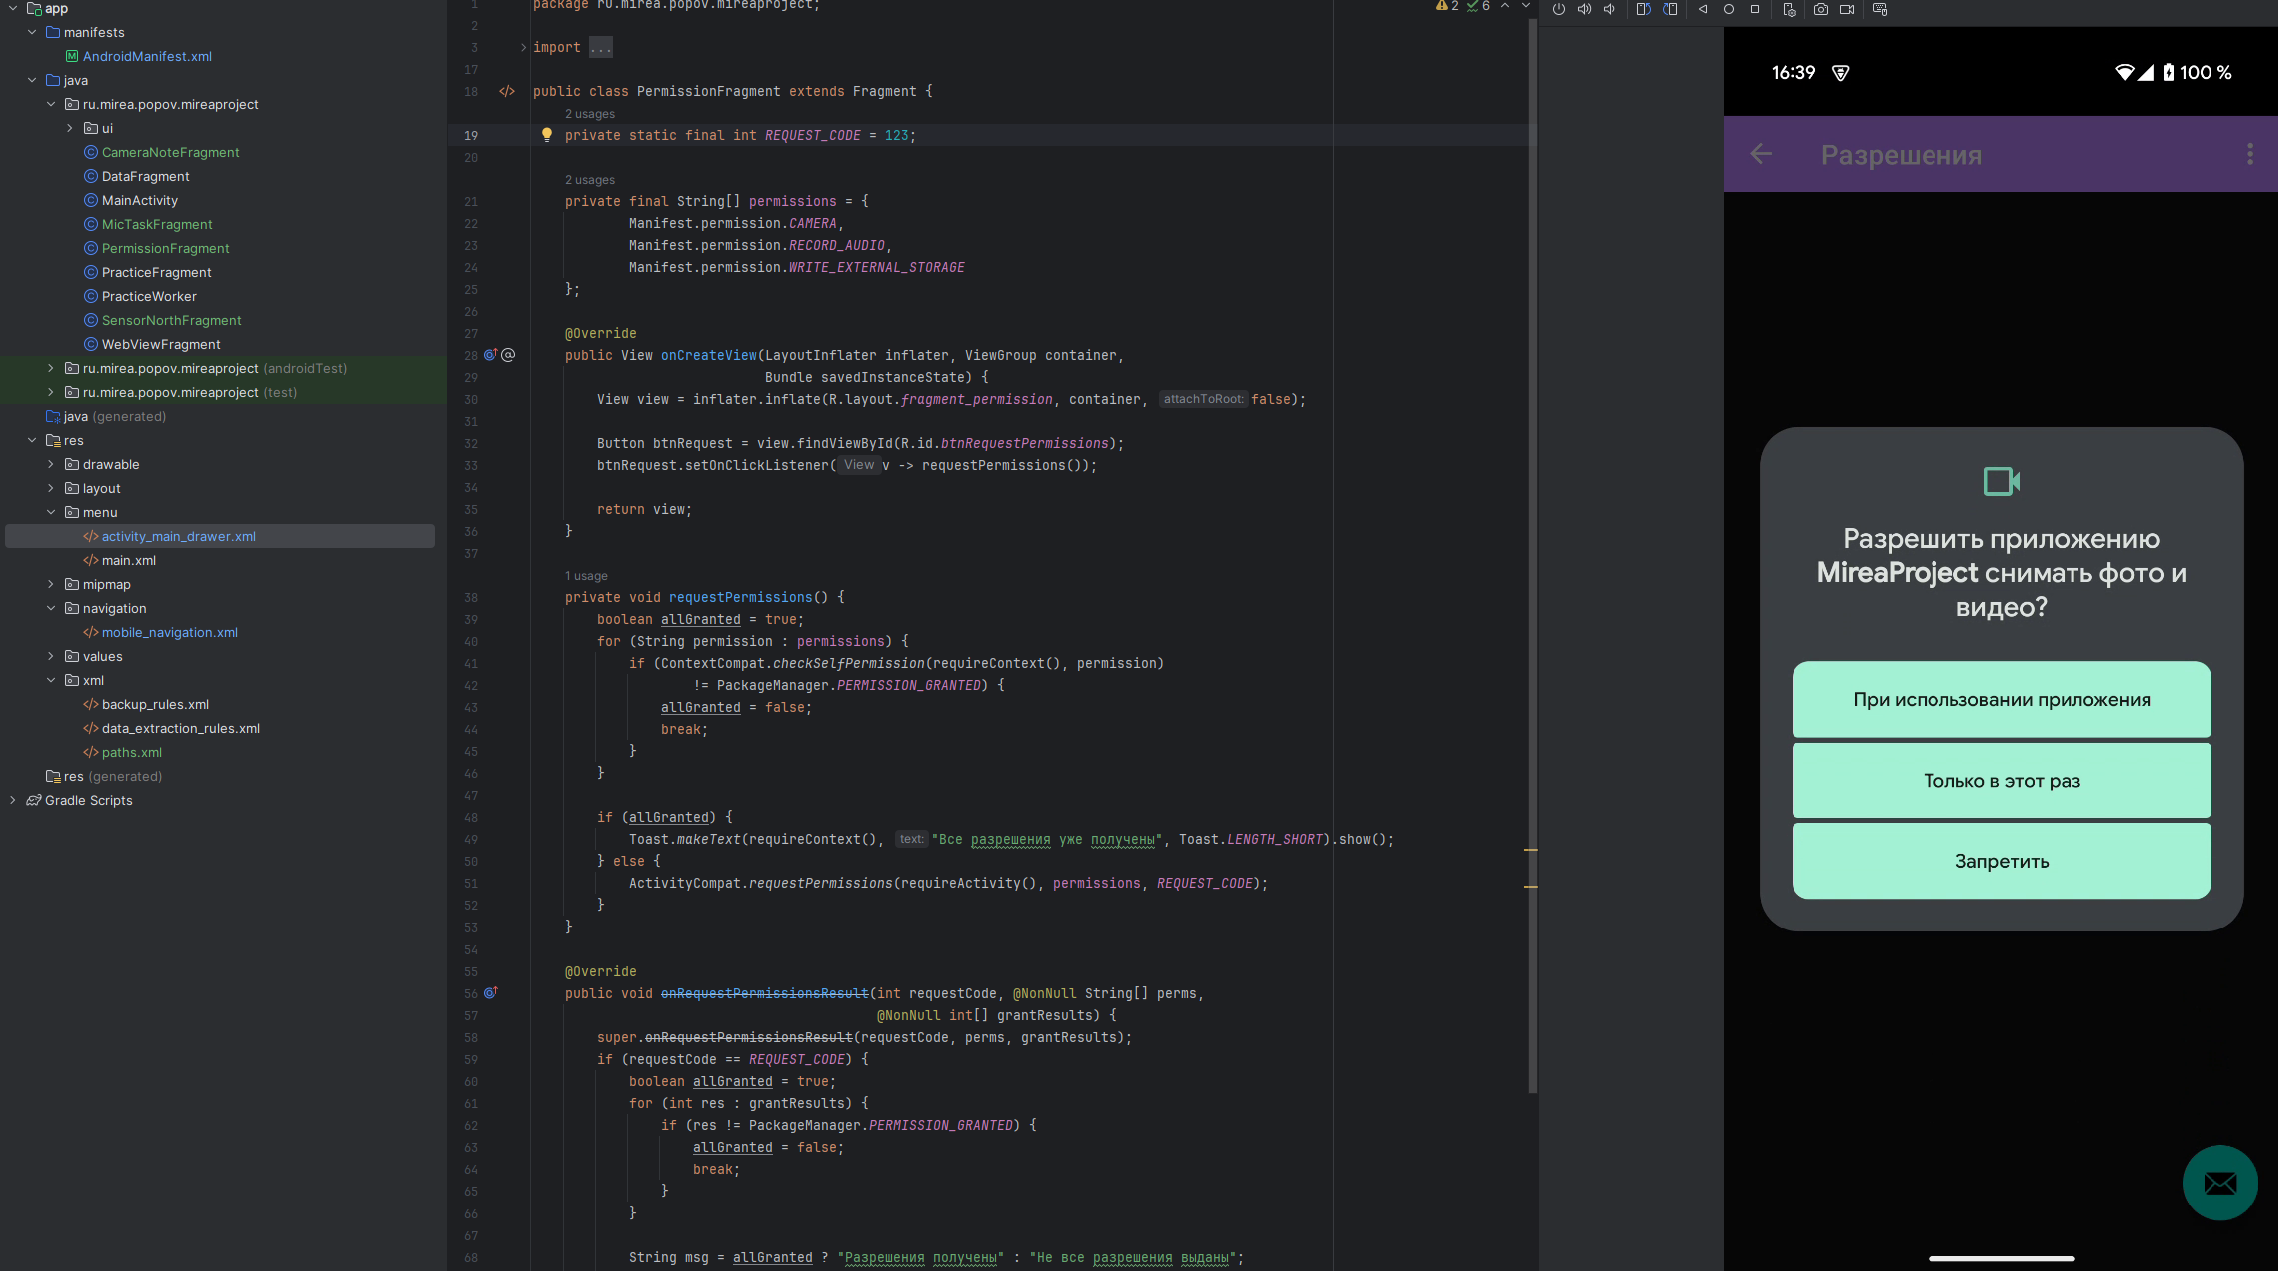 app
manifests
AndroidManifest.xml
java
ru.mirea.popov.mireaproject
ui
CameraNoteFragment
DataFragment
MainActivity
MicTaskFragment
PermissionFragment
PracticeFragment
PracticeWorker
SensorNorthFragment
WebViewFragment
ru.mirea.popov.mireaproject (androidTest)
ru.mirea.popov.mireaproject (test)
java (generated)
res
drawable
layout
menu
activity_main_drawer.xml
main.xml
mipmap
navigation
mobile_navigation.xml
values
xml
backup_rules.xml
data_extraction_rules.xml
paths.xml
res (generated)
Gradle Scripts
2 6
1 package ru.mirea.popov.mireaproject;
2
3 import ...
17
18 public class PermissionFragment extends Fragment {
2 usages
19 private static final int REQUEST_CODE = 123;
20
2 usages
21 private final String[] permissions = {
22 Manifest.permission.CAMERA,
23 Manifest.permission.RECORD_AUDIO,
24 Manifest.permission.WRITE_EXTERNAL_STORAGE
25 };
26
27 @Override
28 public View onCreateView(LayoutInflater inflater, ViewGroup container,
29 Bundle savedInstanceState) {
30 View view = inflater.inflate(R.layout.fragment_permission, container, attachToRoot: false);
31
32 Button btnRequest = view.findViewById(R.id.btnRequestPermissions);
33 btnRequest.setOnClickListener( View v -> requestPermissions());
34
35 return view;
36 }
37
1 usage
38 private void requestPermissions() {
39 boolean allGranted = true;
40 for (String permission : permissions) {
41 if (ContextCompat.checkSelfPermission(requireContext(), permission)
42 != PackageManager.PERMISSION_GRANTED) {
43 allGranted = false;
44 break;
45 }
46 }
47
48 if (allGranted) {
49 Toast.makeText(requireContext(), text: "Все разрешения уже получены", Toast.LENGTH_SHORT).show();
50 } else {
51 ActivityCompat.requestPermissions(requireActivity(), permissions, REQUEST_CODE);
52 }
53 }
54
55 @Override
56 public void onRequestPermissionsResult(int requestCode, @NonNull String[] perms,
57 @NonNull int[] grantResults) {
58 super.onRequestPermissionsResult(requestCode, perms, grantResults);
59 if (requestCode == REQUEST_CODE) {
60 boolean allGranted = true;
61 for (int res : grantResults) {
62 if (res != PackageManager.PERMISSION_GRANTED) {
63 allGranted = false;
64 break;
65 }
66 }
67
68 String msg = allGranted ? "Разрешения получены" : "Не все разрешения выданы";
16:39 100 %
Разрешения
Разрешить приложению
MireaProject снимать фото и
видео?
При использовании приложения
Только в этот раз
Запретить